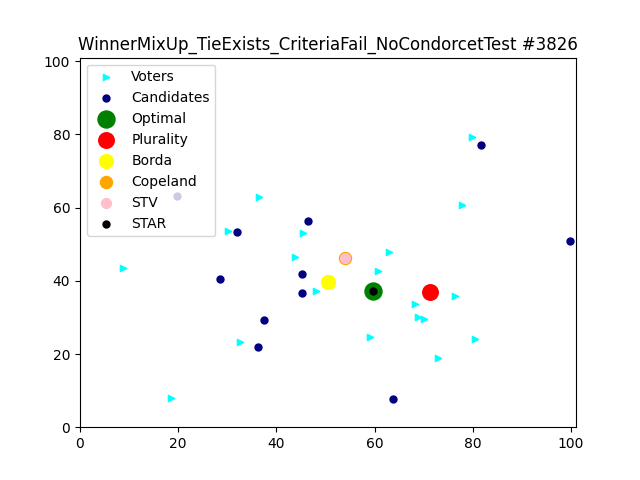 WinnerMixUp_TieExists_CriteriaFail_NoCondorcetTest #3826
100
80
60
40
20
0
0 20 40 60 80 100
Voters
Candidates
Optimal
Plurality
Borda
Copeland
STV
STAR